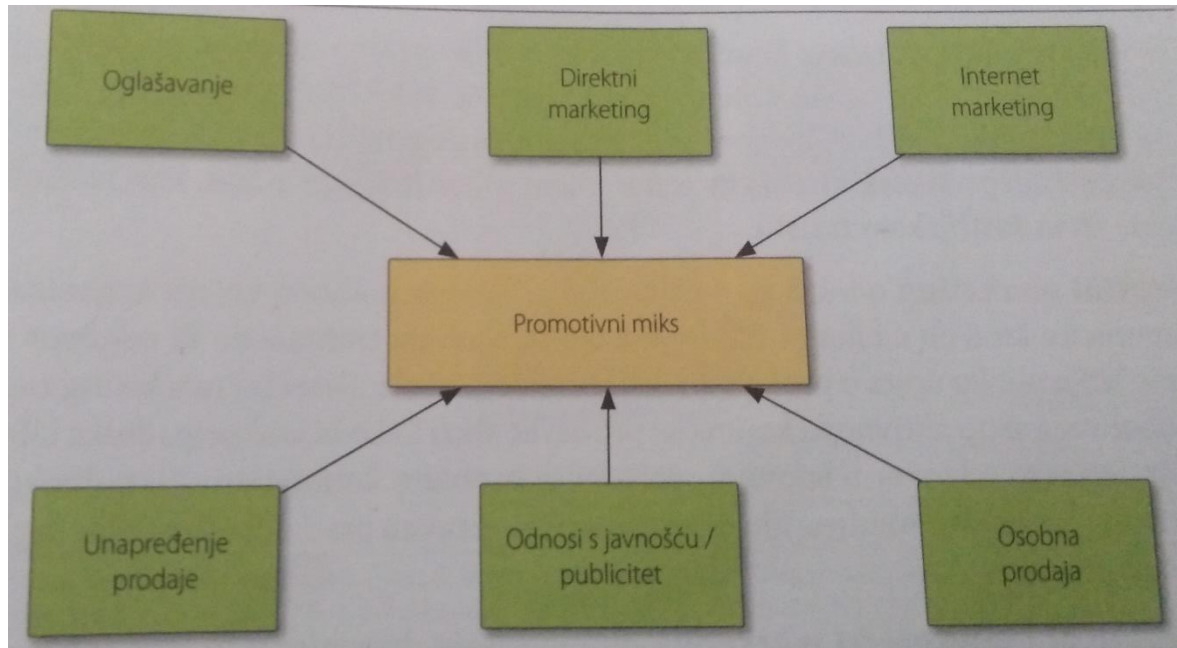 Oglašavanje
Direktni
marketing
Internet
marketing
Promotivni miks
Unapređenje
prodaje
Odnosi s javnošću /
publicitet
Osobna
prodaja